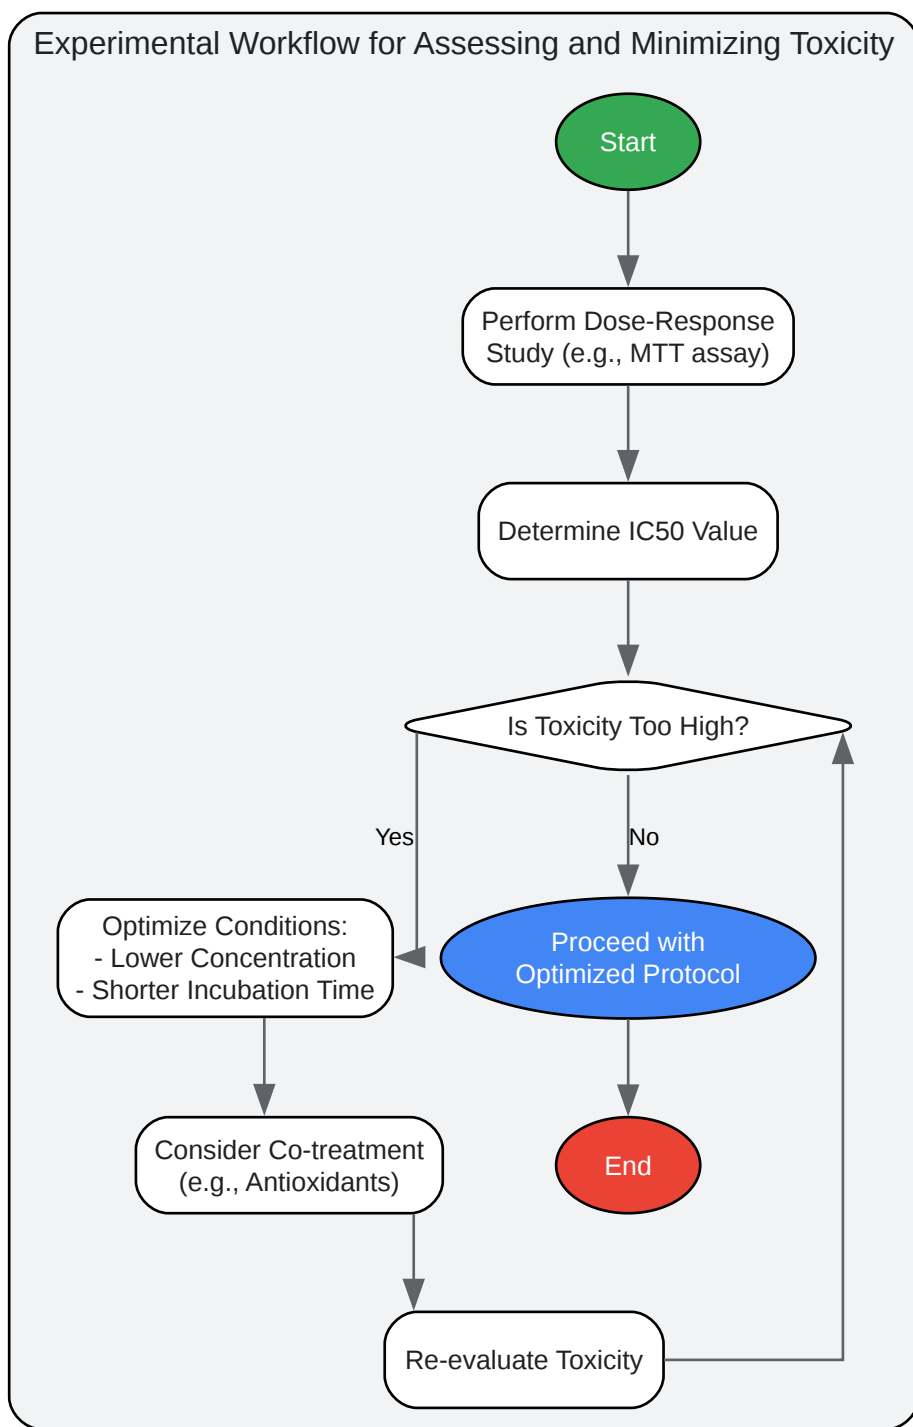 Experimental Workflow for Assessing and Minimizing Toxicity
Start
Perform Dose-Response
Study (e.g., MTT assay)
Determine IC50 Value
Is Toxicity Too High?
Yes
No
Optimize Conditions:
- Lower Concentration
- Shorter Incubation Time
Proceed with
Optimized Protocol
Consider Co-treatment
(e.g., Antioxidants)
End
Re-evaluate Toxicity